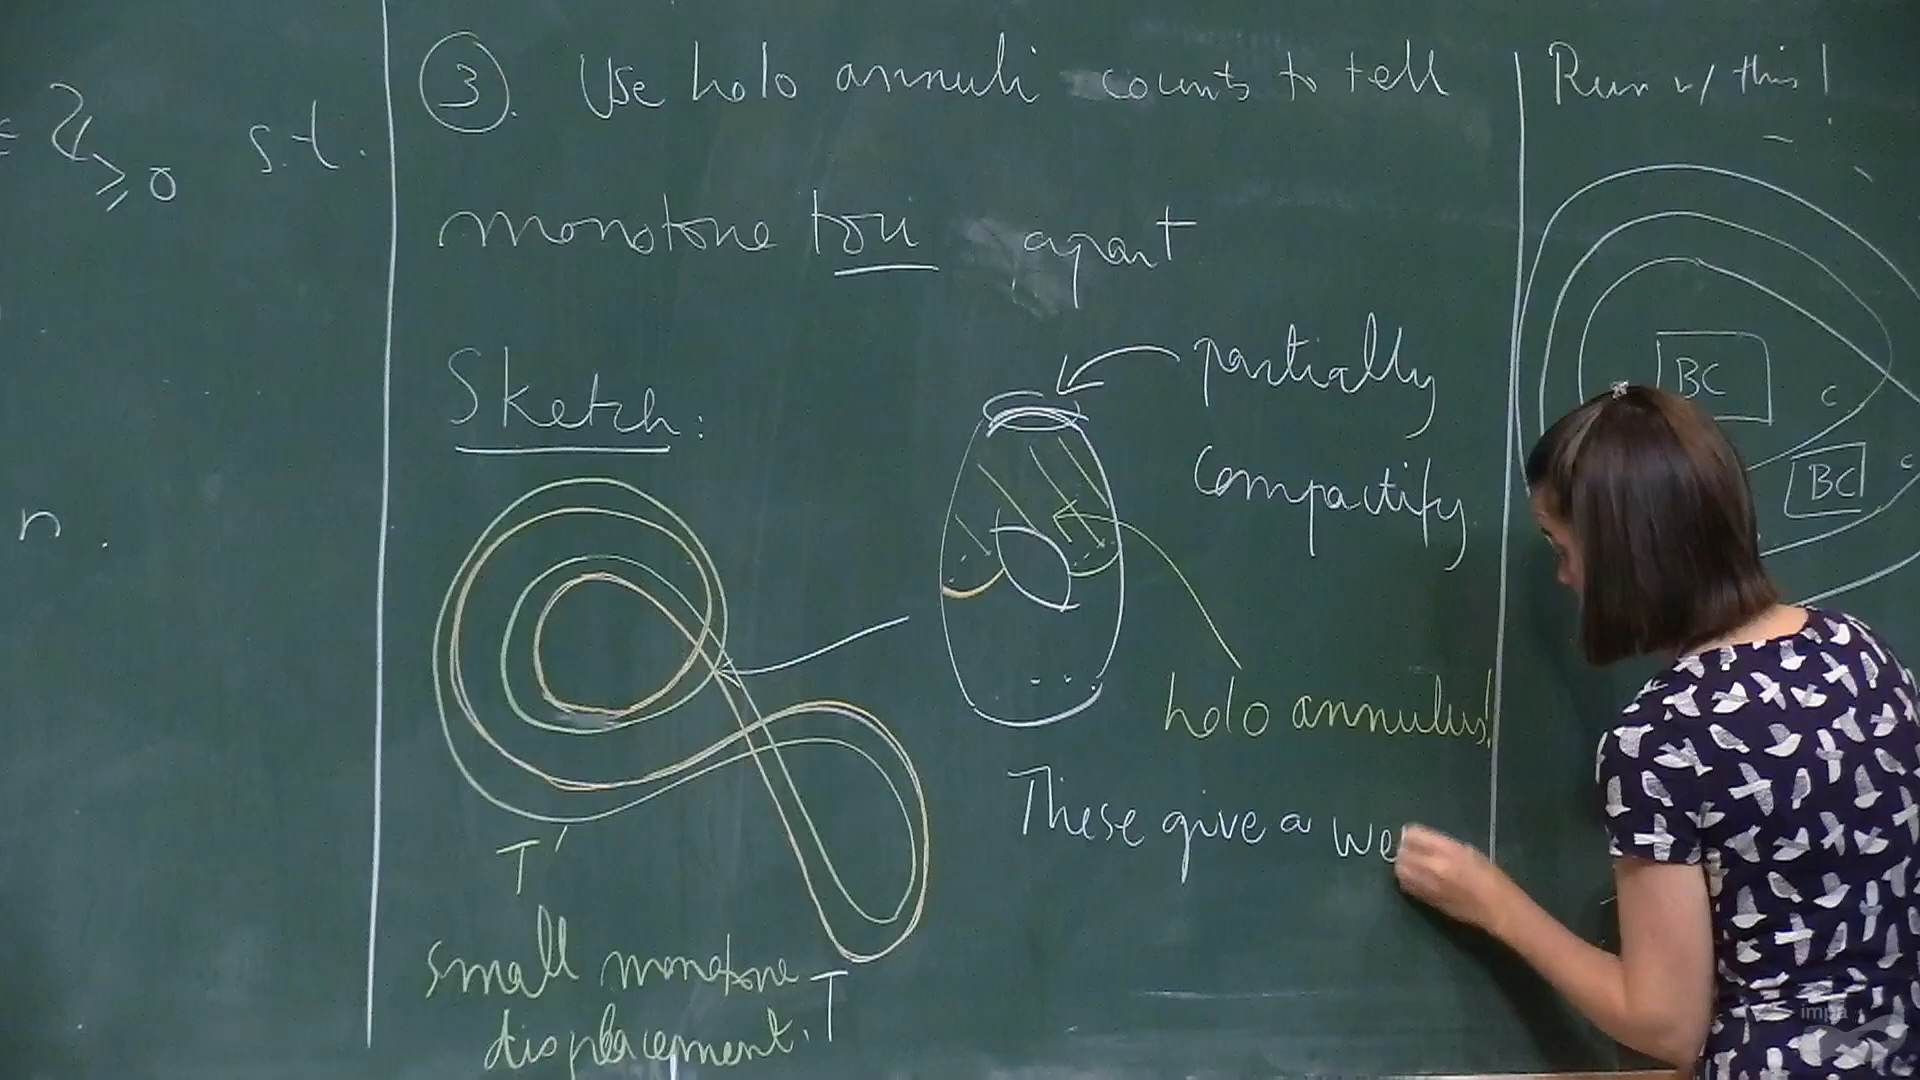 = ℤ≥0 s.t.
n.
③. Use holo annuli counts to tell
monotone tori apart
Sketch:
partially
compactify
holo annulus!
These give a we
T'
small monotone
displacement.
T
Run w/ this!
BC
C
BC
C
impa